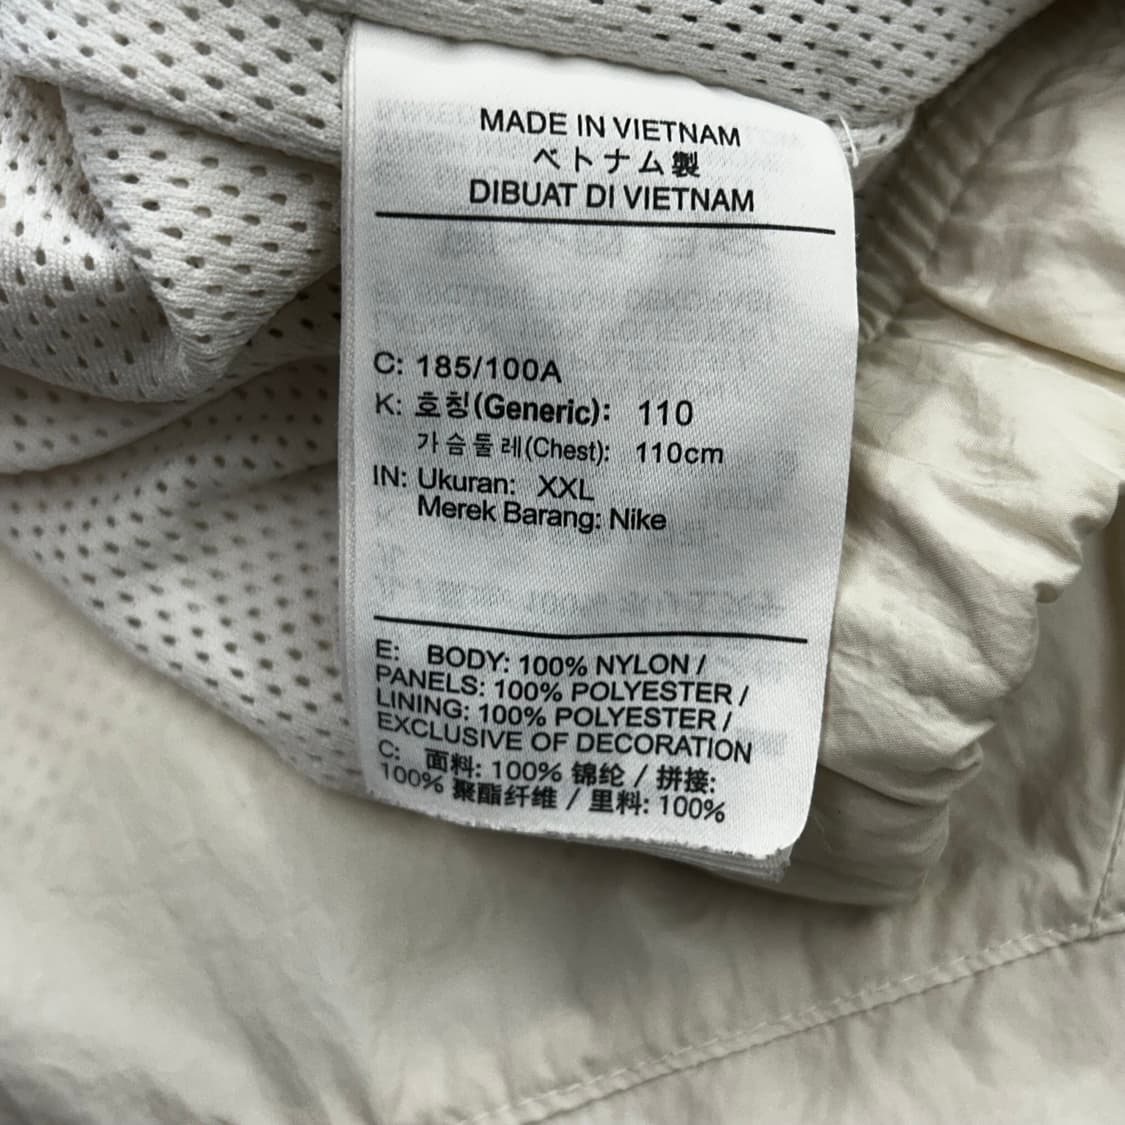 MADE IN VIETNAM
ベトナム製
DIBUAT DI VIETNAM
C: 185/100A
K: 호칭(Generic): 110
가슴둘레(Chest): 110cm
IN: Ukuran: XXL
Merek Barang: Nike
E: BODY: 100% NYLON /
PANELS: 100% POLYESTER /
LINING: 100% POLYESTER /
EXCLUSIVE OF DECORATION
C: 面料: 100% 锦纶 / 拼接:
100% 聚酯纤维 / 里料: 100%